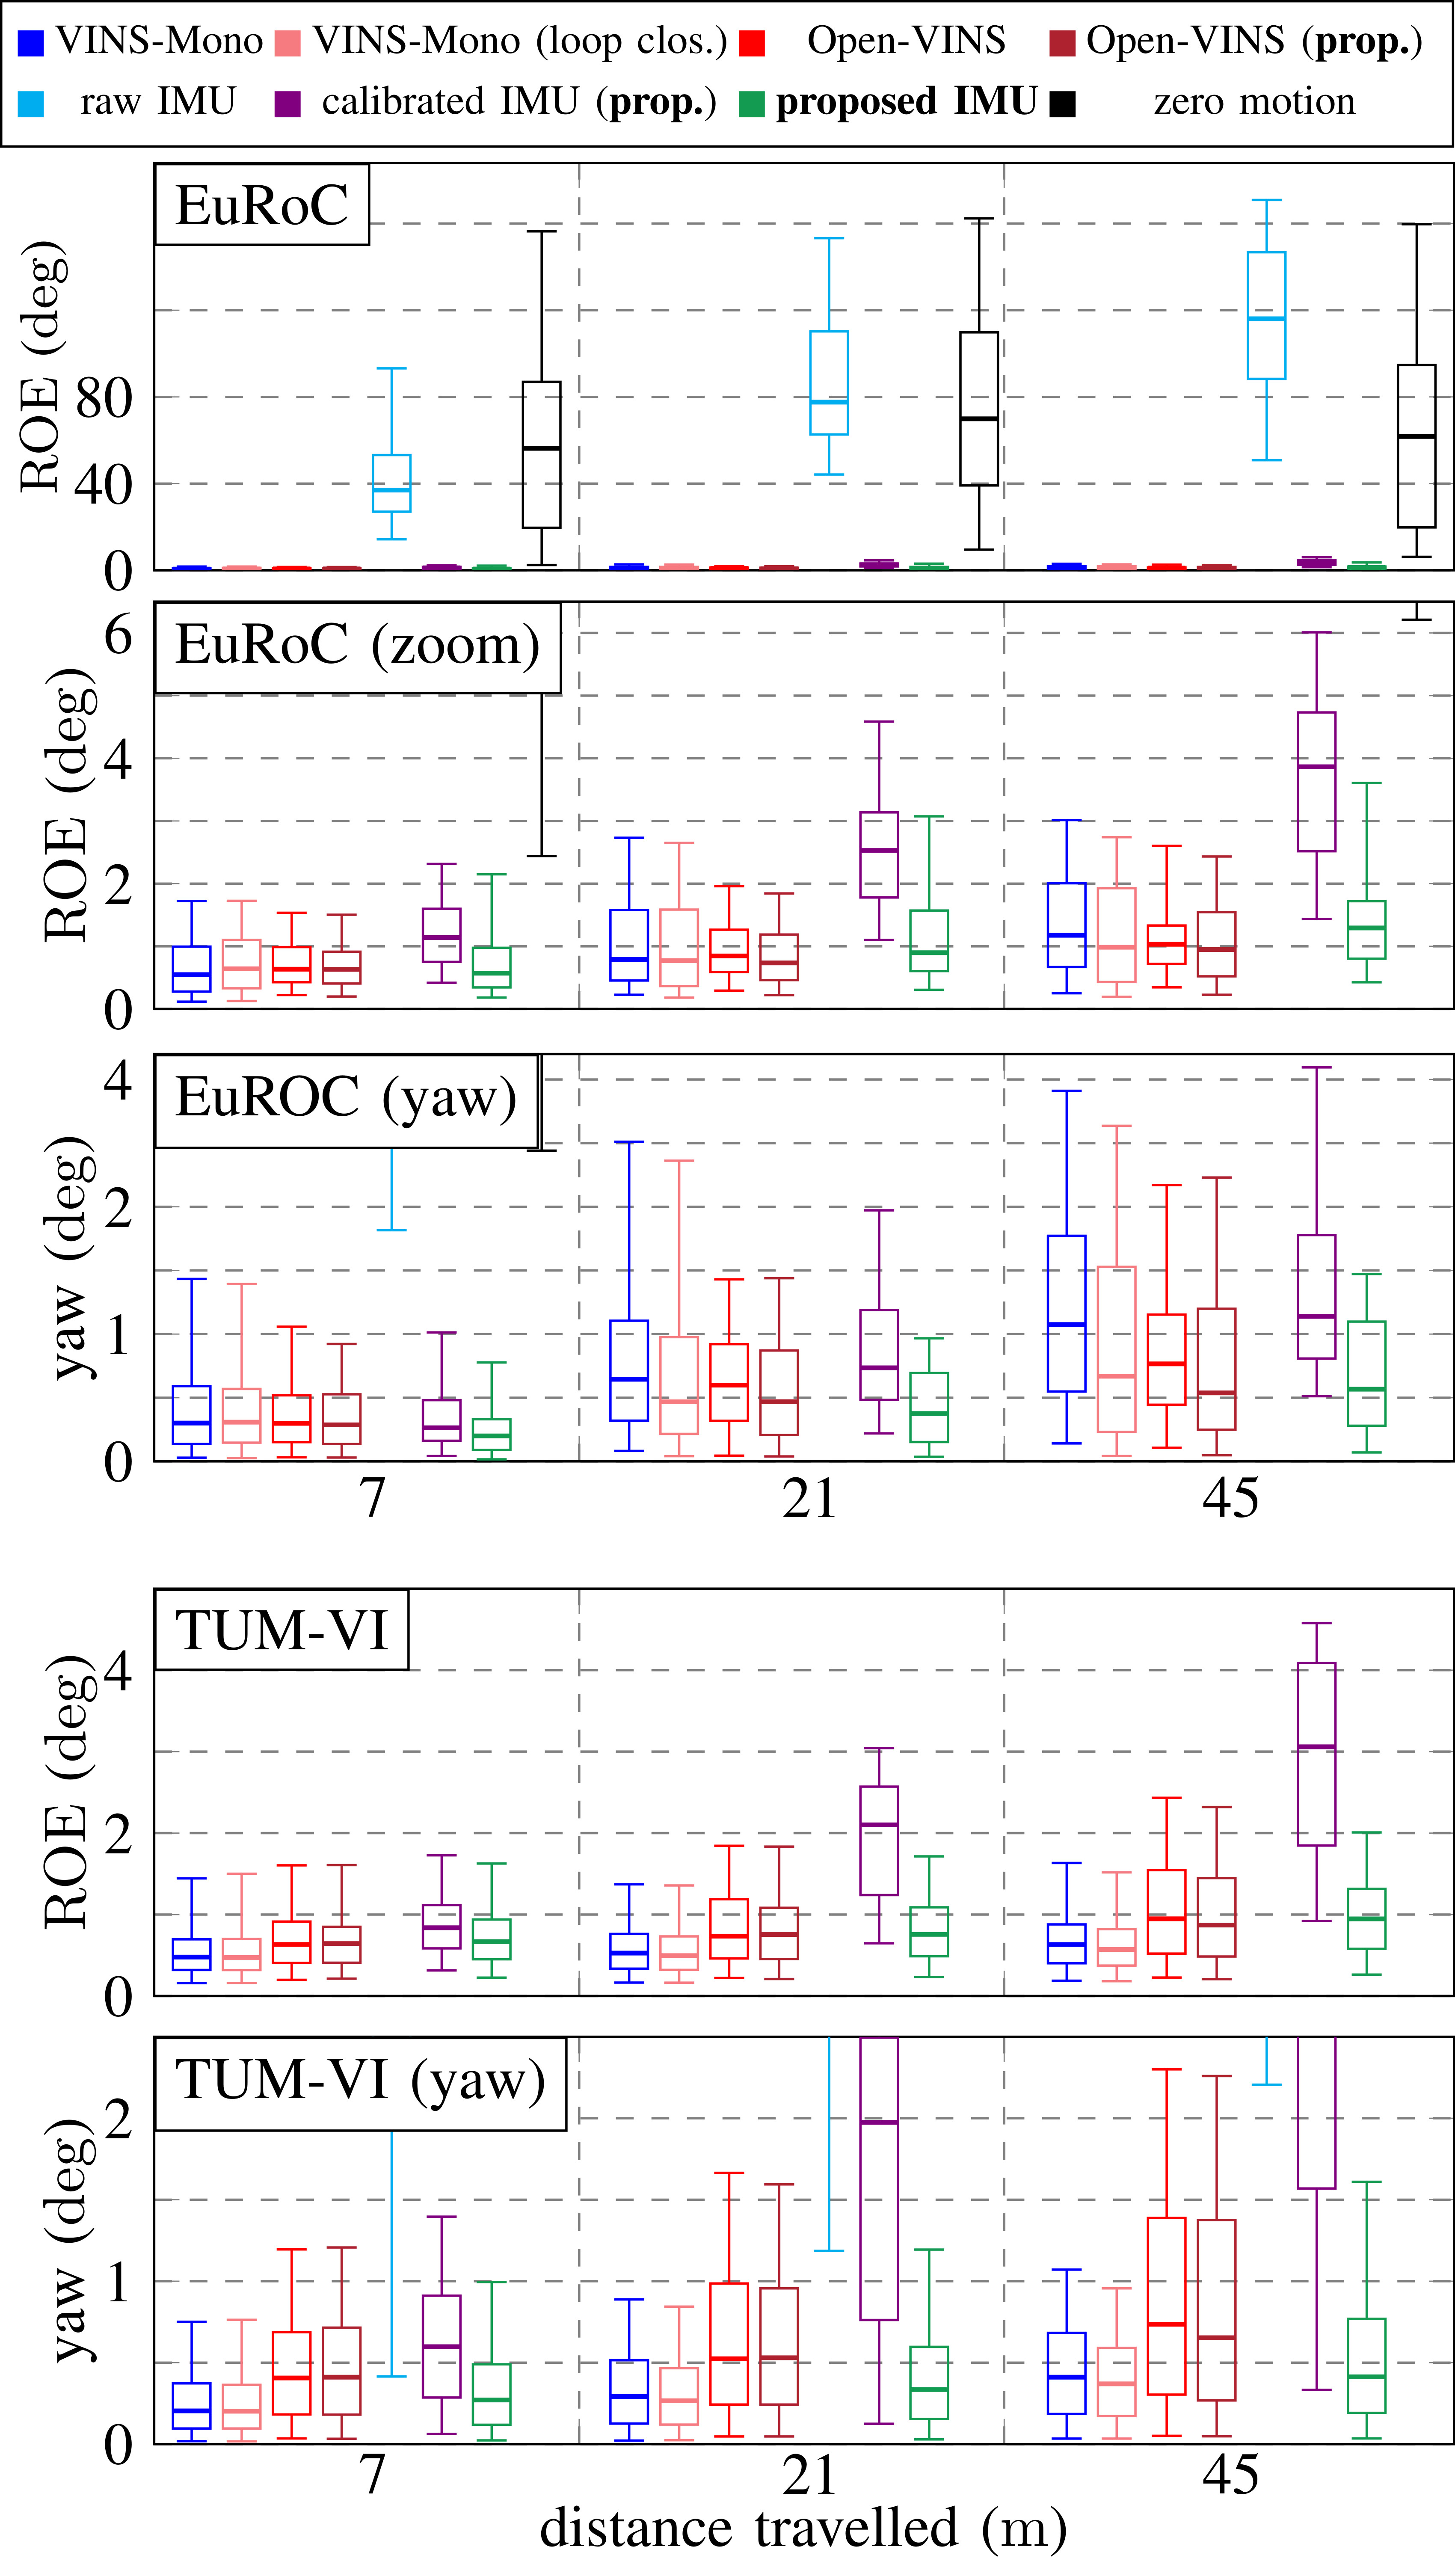 VINS-Mono VINS-Mono (loop clos.) Open-VINS Open-VINS (prop.)
raw IMU calibrated IMU (prop.) proposed IMU zero motion
EuRoC
ROE (deg)
80
40
0
EuRoC (zoom)
ROE (deg)
6
4
2
0
EuROC (yaw)
yaw (deg)
4
2
1
0
7 21 45
TUM-VI
ROE (deg)
4
2
0
TUM-VI (yaw)
yaw (deg)
2
1
0
7 21 45
distance travelled (m)